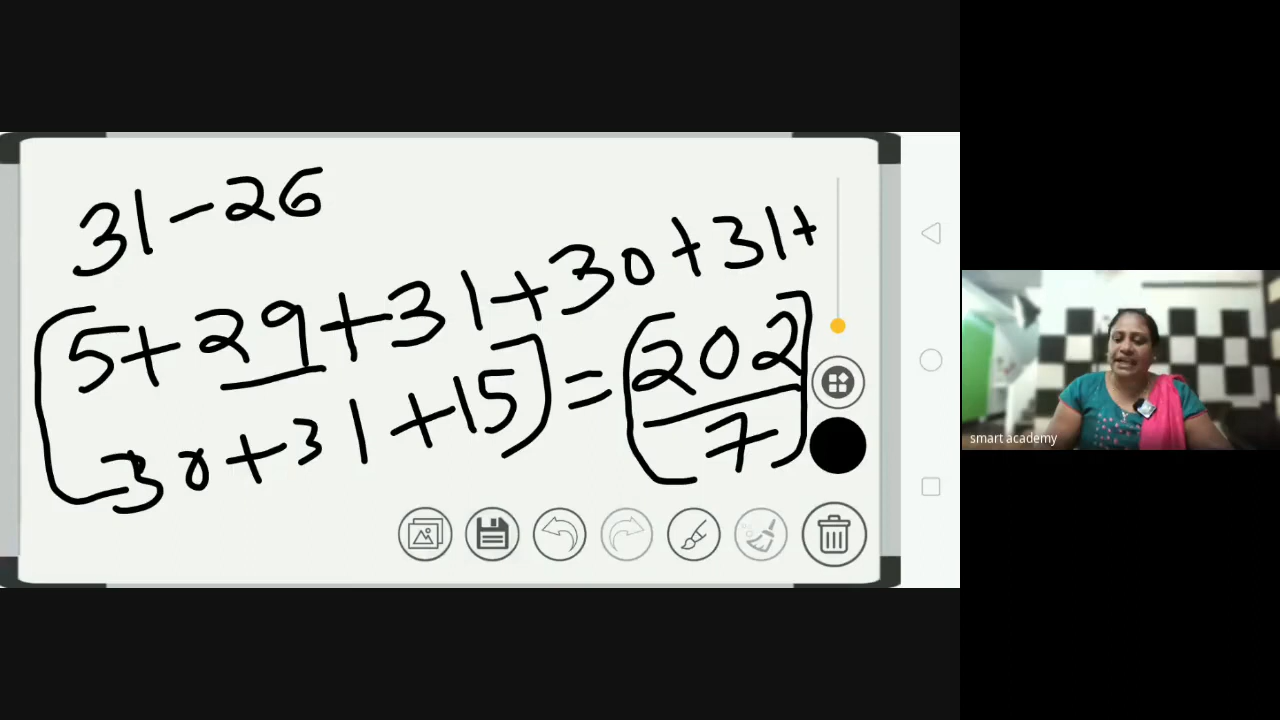 31-26
[5+29+31+30+31+
30+31+15] = [202/7]
smart academy